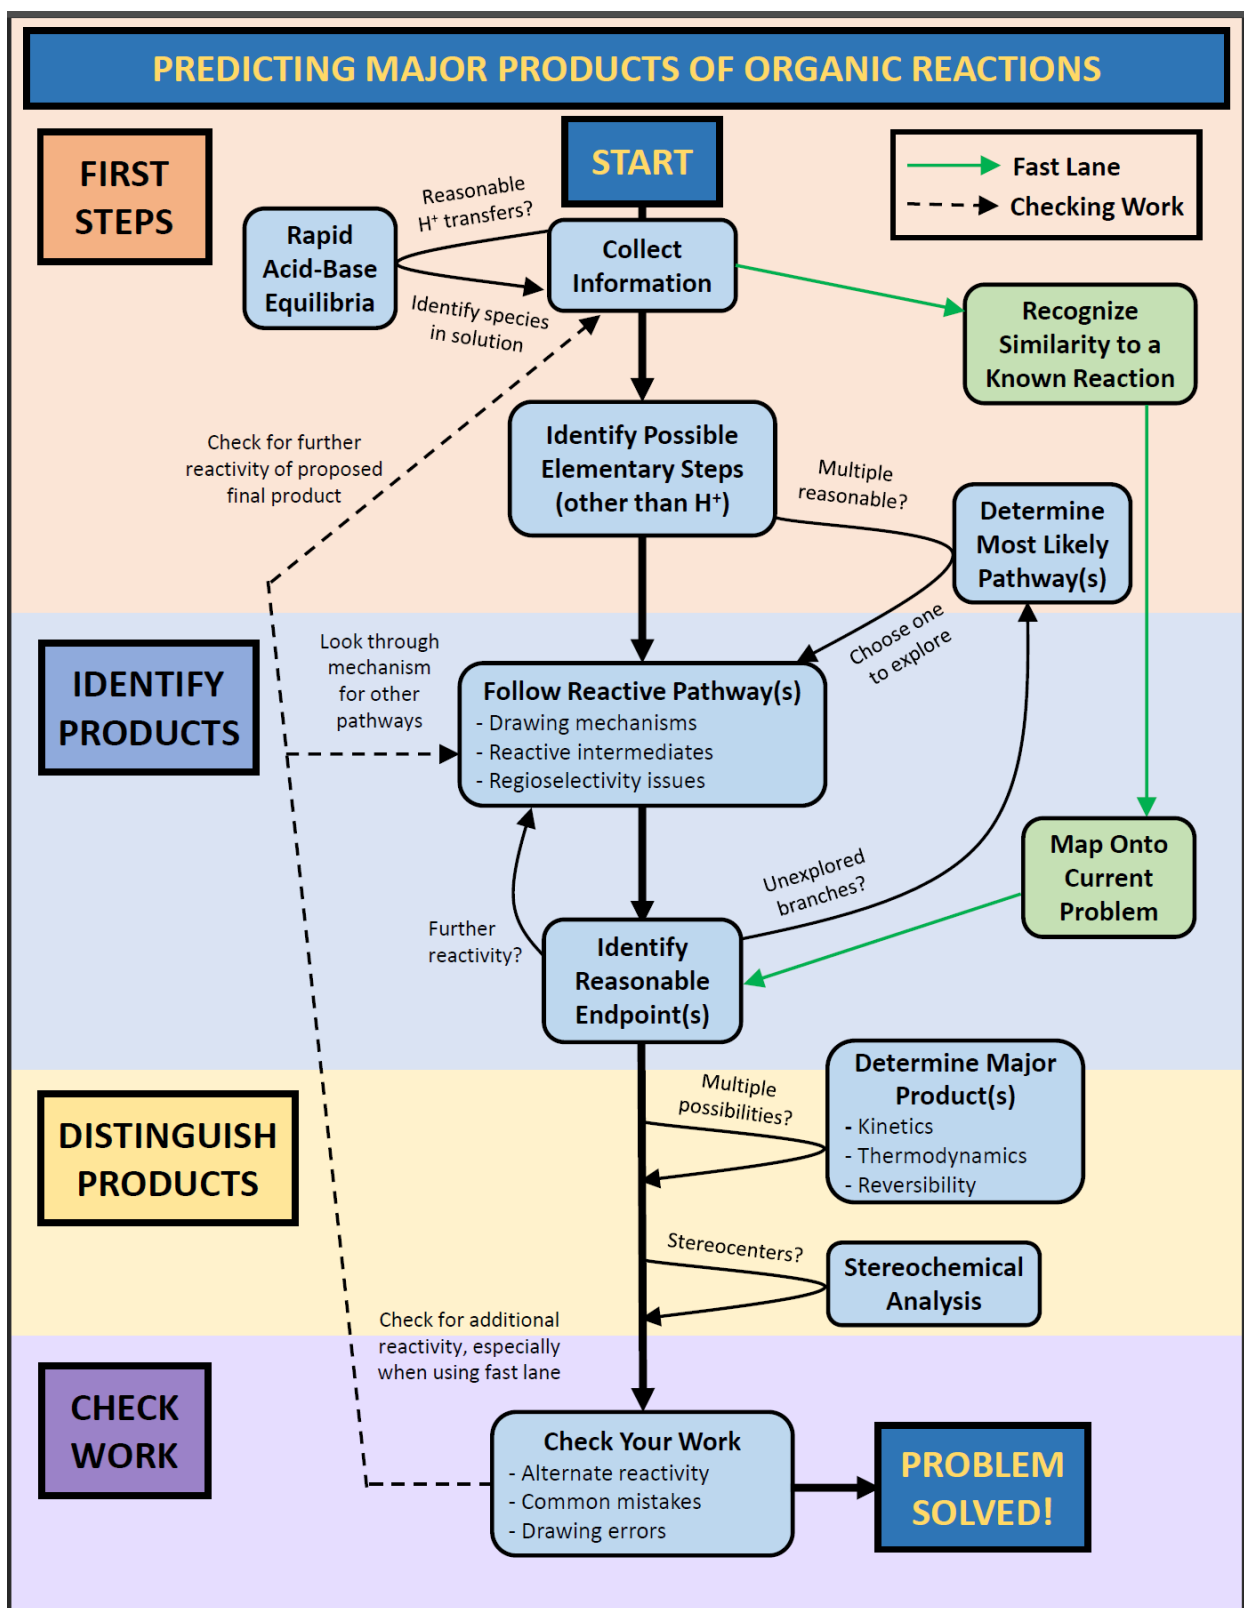 PREDICTING MAJOR PRODUCTS OF ORGANIC REACTIONS
FIRST
STEPS
START
Fast Lane
Checking Work
Reasonable
H⁺ transfers?
Rapid
Acid-Base
Equilibria
Collect
Information
Identify species
in solution
Recognize
Similarity to a
Known Reaction
Check for further
reactivity of proposed
final product
Identify Possible
Elementary Steps
(other than H⁺)
Multiple
reasonable?
Determine
Most Likely
Pathway(s)
Choose one
to explore
IDENTIFY
PRODUCTS
Look through
mechanism
for other
pathways
Follow Reactive Pathway(s)
- Drawing mechanisms
- Reactive intermediates
- Regioselectivity issues
Map Onto
Current
Problem
Unexplored
branches?
Further
reactivity?
Identify
Reasonable
Endpoint(s)
DISTINGUISH
PRODUCTS
Multiple
possibilities?
Determine Major
Product(s)
- Kinetics
- Thermodynamics
- Reversibility
Stereocenters?
Stereochemical
Analysis
Check for additional
reactivity, especially
when using fast lane
CHECK
WORK
Check Your Work
- Alternate reactivity
- Common mistakes
- Drawing errors
PROBLEM
SOLVED!